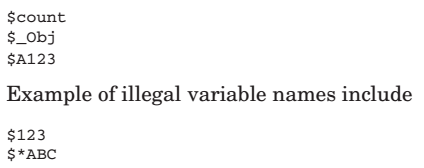 $count
$_Obj
$A123
Example of illegal variable names include
$123
$*ABC